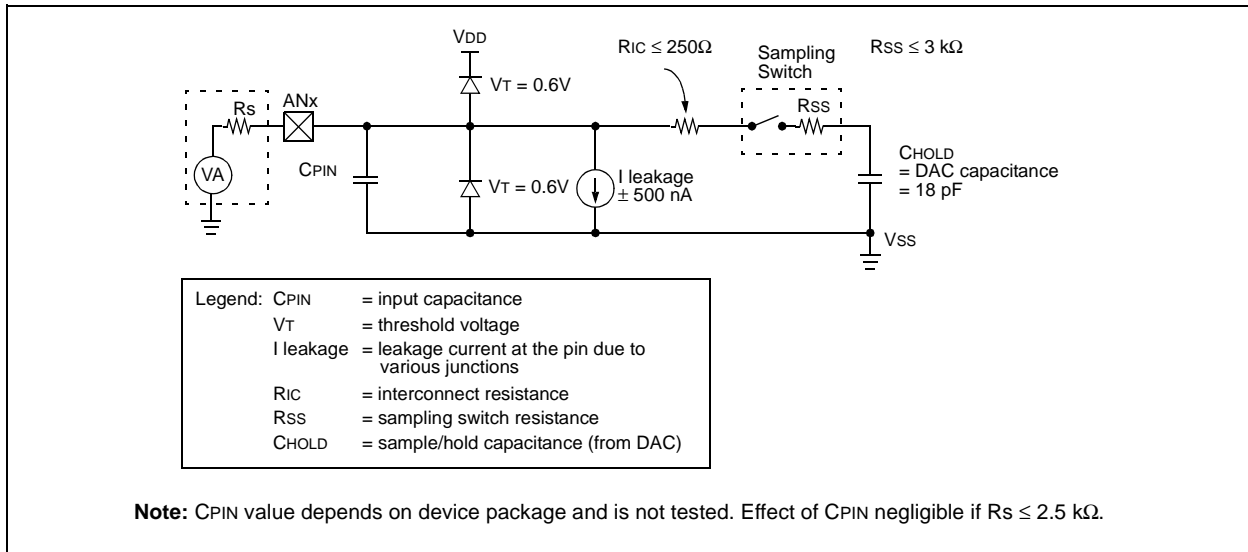 VDD
RIC ≤ 250Ω
Sampling
Switch
RSS ≤ 3 kΩ
VT = 0.6V
Rs
ANx
RSS
VA
CPIN
VT = 0.6V
I leakage
± 500 nA
CHOLD
= DAC capacitance
= 18 pF
VSS
Legend: CPIN = input capacitance
VT = threshold voltage
I leakage = leakage current at the pin due to
various junctions
RIC = interconnect resistance
RSS = sampling switch resistance
CHOLD = sample/hold capacitance (from DAC)
Note: CPIN value depends on device package and is not tested. Effect of CPIN negligible if Rs ≤ 2.5 kΩ.